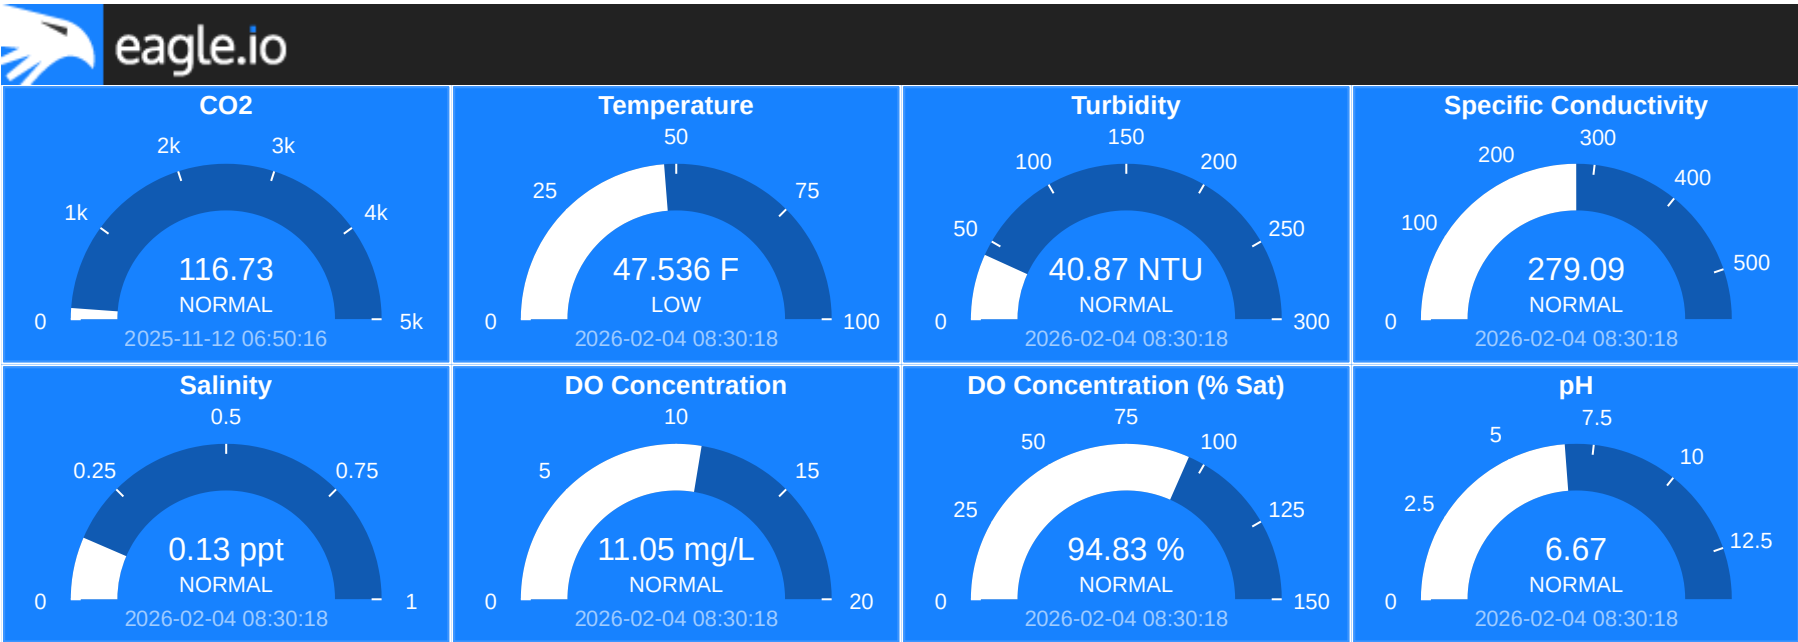 eagle.io
CO2
0
1k
2k
3k
4k
5k
116.73
NORMAL
2025-11-12 06:50:16
Temperature
0
25
50
75
100
47.536 F
LOW
2026-02-04 08:30:18
Turbidity
0
50
100
150
200
250
300
40.87 NTU
NORMAL
2026-02-04 08:30:18
Specific Conductivity
0
100
200
300
400
500
279.09
NORMAL
2026-02-04 08:30:18
Salinity
0
0.25
0.5
0.75
1
0.13 ppt
NORMAL
2026-02-04 08:30:18
DO Concentration
0
5
10
15
20
11.05 mg/L
NORMAL
2026-02-04 08:30:18
DO Concentration (% Sat)
0
25
50
75
100
125
150
94.83 %
NORMAL
2026-02-04 08:30:18
pH
0
2.5
5
7.5
10
12.5
6.67
NORMAL
2026-02-04 08:30:18